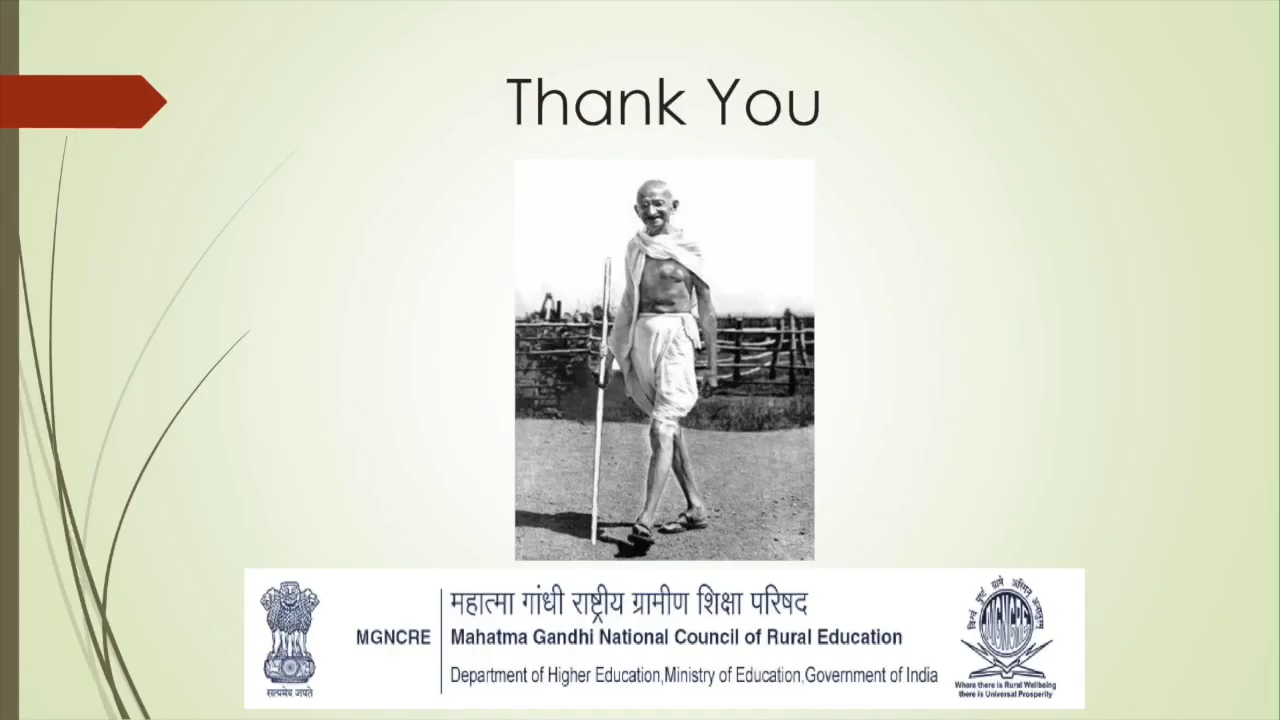 Thank You
महात्मा गांधी राष्ट्रीय ग्रामीण शिक्षा परिषद
MGNCRE
Mahatma Gandhi National Council of Rural Education
Department of Higher Education,Ministry of Education,Government of India
सत्यमेव जयते
MGNCRE
Where there is Rural Wellbeing
there is Universal Prosperity